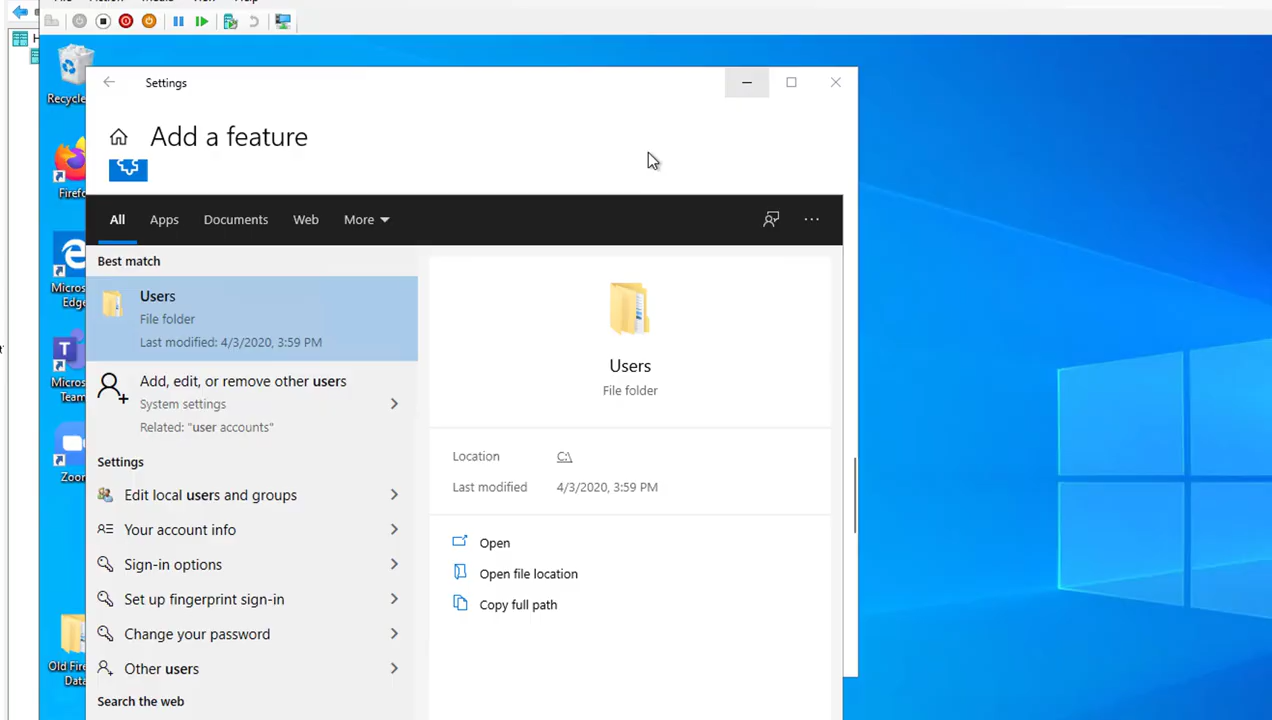 Settings
Recycle
Add a feature
Firefo
All Apps Documents Web More
Best match
Users
File folder
Last modified: 4/3/2020, 3:59 PM
Micros
Edge
Users
File folder
Add, edit, or remove other users
System settings
Related: "user accounts"
Micros
Team
Location C:\
Last modified 4/3/2020, 3:59 PM
Settings
Zoom
Edit local users and groups
Your account info
Sign-in options
Set up fingerprint sign-in
Change your password
Other users
Open
Open file location
Copy full path
Old Fire
Data
Search the web